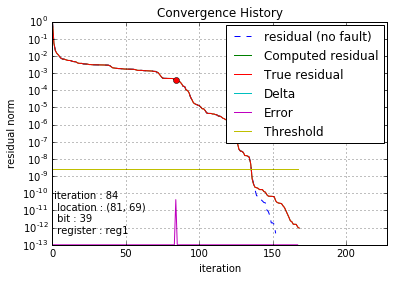 Convergence History
10^0
10^-1
10^-2
10^-3
10^-4
10^-5
10^-6
10^-7
10^-8
10^-9
10^-10
10^-11
10^-12
10^-13
residual norm
residual (no fault)
Computed residual
True residual
Delta
Error
Threshold
iteration : 84
location : (81, 69)
bit : 39
register : reg1
0 50 100 150 200
iteration